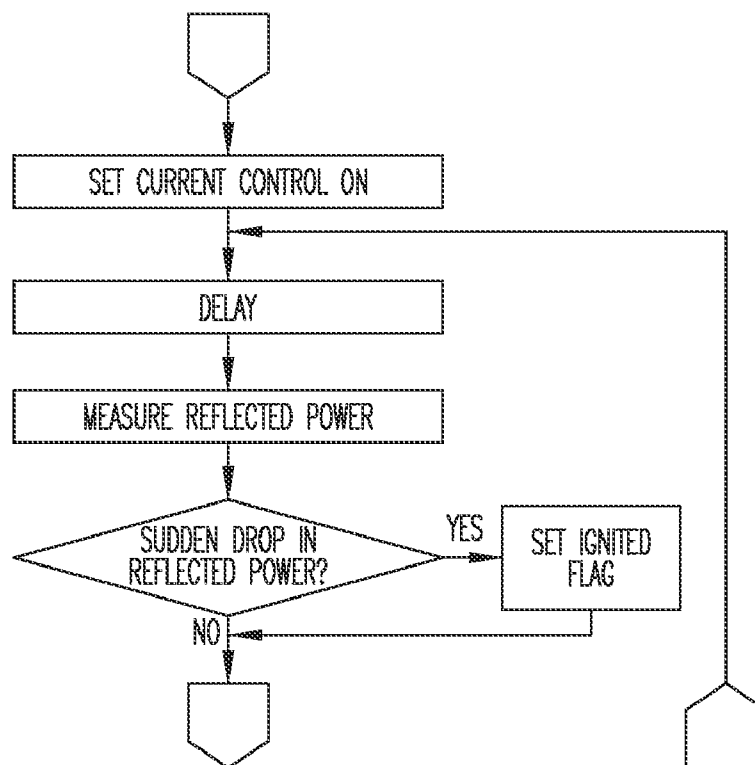 SET CURRENT CONTROL ON
DELAY
MEASURE REFLECTED POWER
SUDDEN DROP IN
REFLECTED POWER?
YES
SET IGNITED
FLAG
NO